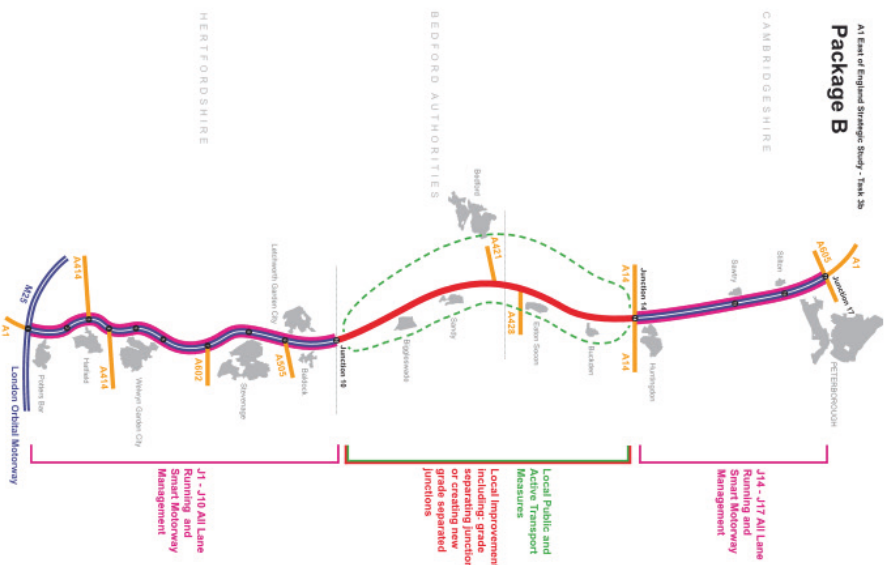 A1 East of England Strategic Study - Task 3b
Package B
CAMBRIDGESHIRE
BEDFORD AUTHORITIES
HERTFORDSHIRE
A1
A605
Junction 17
PETERBOROUGH
Stilton
Sawtry
A14
Junction 14
A14
Huntingdon
Buckden
Eaton Socon
A428
A421
Bedford
Sandy
Biggleswade
Junction 10
Letchworth Garden City
Baldock
A505
Stevenage
A602
Welwyn Garden City
A414
A414
Hatfield
Potters Bar
M25
A1
London Orbital Motorway
J14 - J17 All Lane
Running and
Smart Motorway
Management
Local Public and
Active Transport
Measures
Local Improvemen
including: grade
separating junction
or creating new
grade separated
junctions
J1 - J10 All Lane
Running and
Smart Motorway
Management